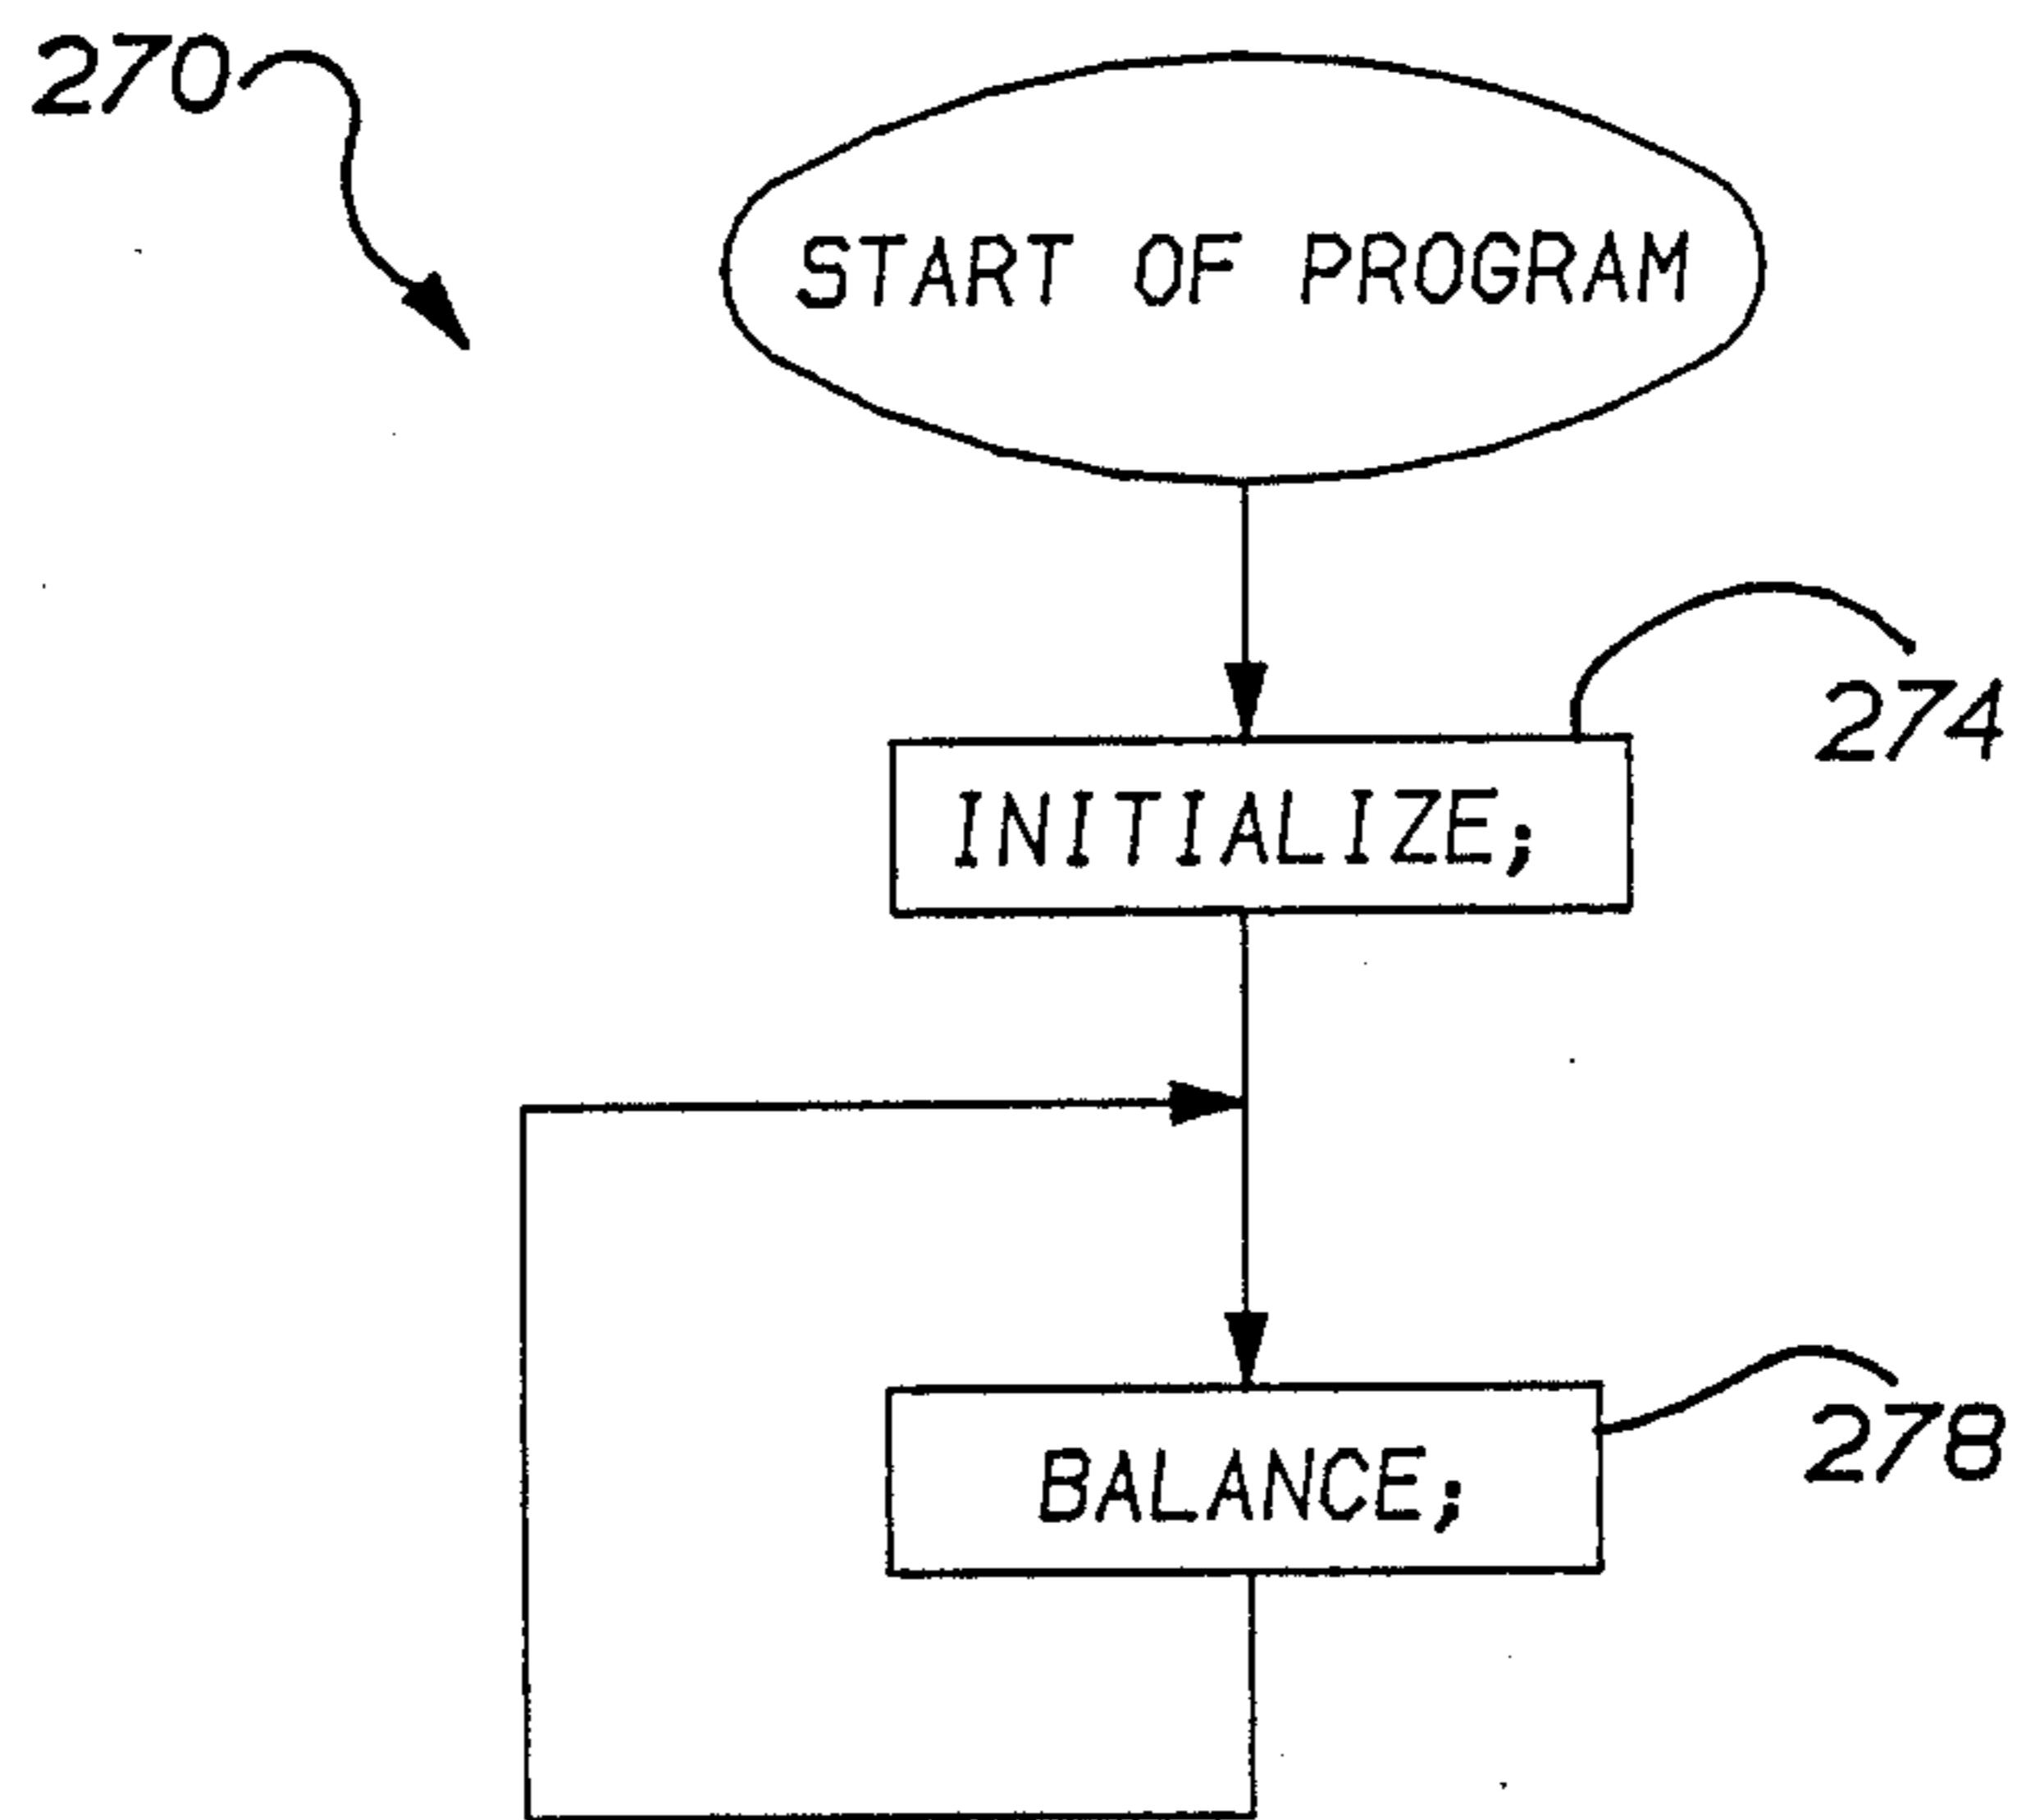 270
START OF PROGRAM
274
INITIALIZE;
278
BALANCE;